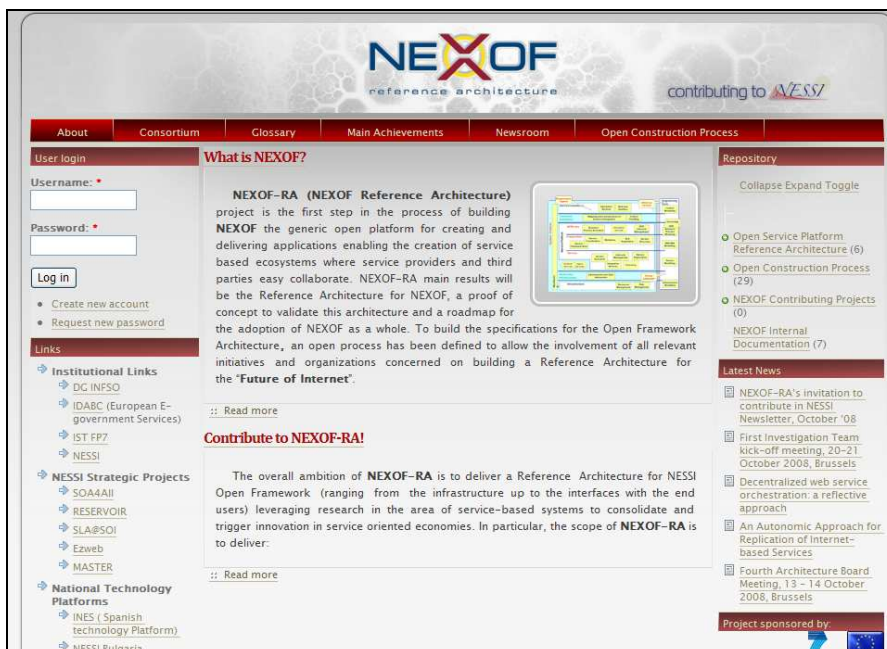 NEXOF
reference architecture
contributing to NESSI
About Consortium Glossary Main Achievements Newsroom Open Construction Process
User login
Username: *
Password: *
Log in
Create new account
Request new password
Links
Institutional Links
DG INFSO
IDABC (European E-
government Services)
IST FP7
NESSI
NESSI Strategic Projects
SOA4All
RESERVOIR
SLA@SOI
Ezweb
MASTER
National Technology
Platforms
INES ( Spanish
technology Platform)
NESSI Bulgaria
What is NEXOF?
NEXOF-RA (NEXOF Reference Architecture)
project is the first step in the process of building
NEXOF the generic open platform for creating and
delivering applications enabling the creation of service
based ecosystems where service providers and third
parties easy collaborate. NEXOF-RA main results will
be the Reference Architecture for NEXOF, a proof of
concept to validate this architecture and a roadmap for
the adoption of NEXOF as a whole. To build the specifications for the Open Framework
Architecture, an open process has been defined to allow the involvement of all relevant
initiatives and organizations concerned on building a Reference Architecture for
the “Future of Internet”.
:: Read more
Contribute to NEXOF-RA!
The overall ambition of NEXOF-RA is to deliver a Reference Architecture for NESSI
Open Framework (ranging from the infrastructure up to the interfaces with the end
users) leveraging research in the area of service-based systems to consolidate and
trigger innovation in service oriented economies. In particular, the scope of NEXOF-RA is
to deliver:
:: Read more
Repository
Collapse Expand Toggle
Open Service Platform
Reference Architecture (6)
Open Construction Process
(29)
NEXOF Contributing Projects
(0)
NEXOF Internal
Documentation (7)
Latest News
NEXOF-RA's invitation to
contribute in NESSI
Newsletter, October '08
First Investigation Team
kick-off meeting, 20-21
October 2008, Brussels
Decentralized web service
orchestration: a reflective
approach
An Autonomic Approach for
Replication of Internet-
based Services
Fourth Architecture Board
Meeting, 13 - 14 October
2008, Brussels
Project sponsored by: